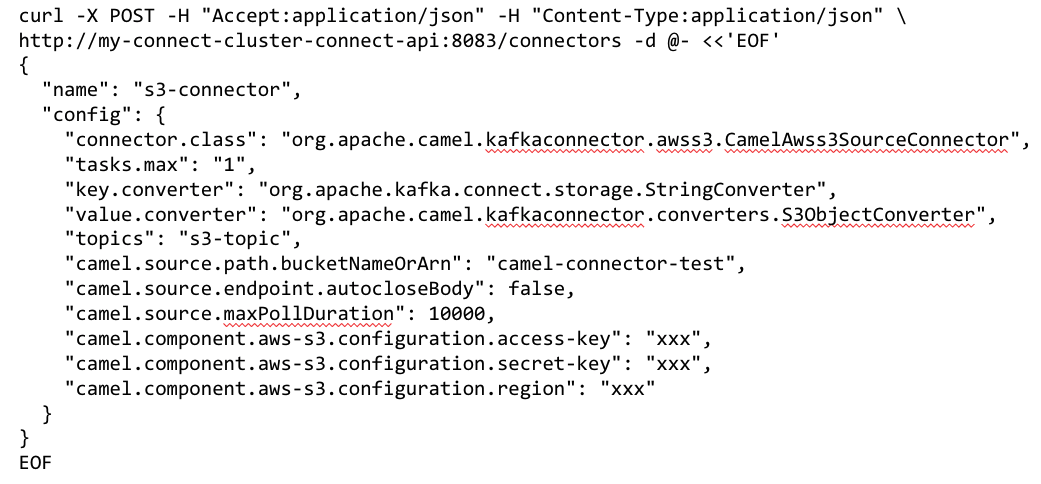 curl -X POST -H "Accept:application/json" -H "Content-Type:application/json" \
http://my-connect-cluster-connect-api:8083/connectors -d @- <<'EOF'
{
  "name": "s3-connector",
  "config": {
    "connector.class": "org.apache.camel.kafkaconnector.awss3.CamelAwss3SourceConnector",
    "tasks.max": "1",
    "key.converter": "org.apache.kafka.connect.storage.StringConverter",
    "value.converter": "org.apache.camel.kafkaconnector.converters.S3ObjectConverter",
    "topics": "s3-topic",
    "camel.source.path.bucketNameOrArn": "camel-connector-test",
    "camel.source.endpoint.autocloseBody": false,
    "camel.source.maxPollDuration": 10000,
    "camel.component.aws-s3.configuration.access-key": "xxx",
    "camel.component.aws-s3.configuration.secret-key": "xxx",
    "camel.component.aws-s3.configuration.region": "xxx"
  }
}
EOF